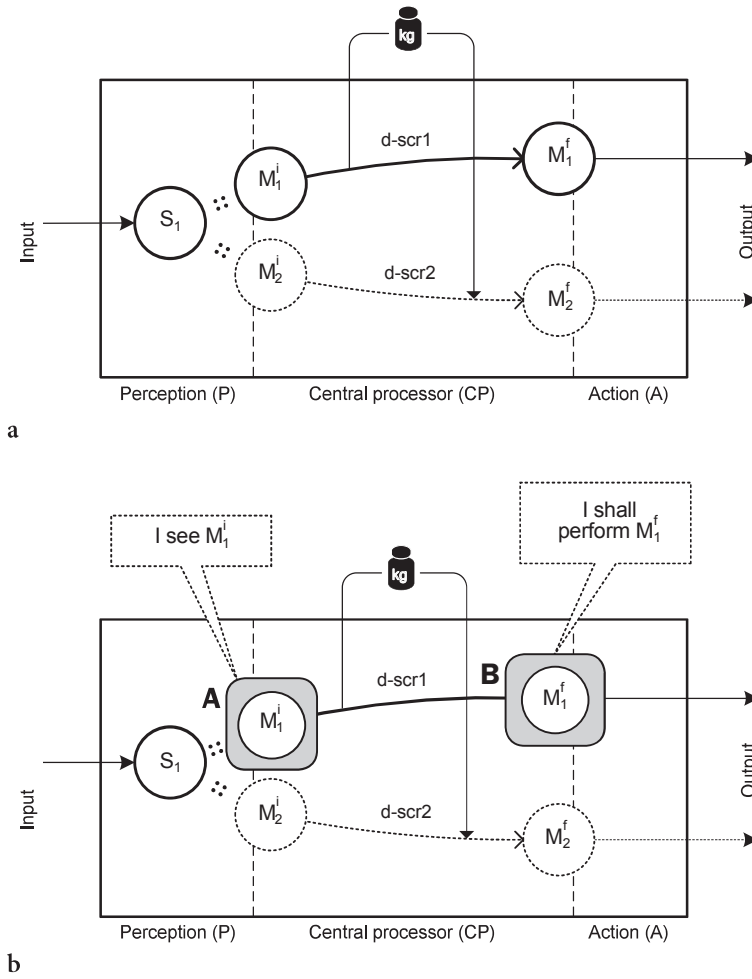 kg
d-scr1
M₁ⁱ
M₁ᶠ
S₁
Input
Output
M₂ⁱ
d-scr2
M₂ᶠ
Perception (P)
Central processor (CP)
Action (A)
a
I see M₁ⁱ
I shall
perform M₁ᶠ
kg
A
B
d-scr1
M₁ⁱ
M₁ᶠ
S₁
Input
Output
M₂ⁱ
d-scr2
M₂ᶠ
Perception (P)
Central processor (CP)
Action (A)
b